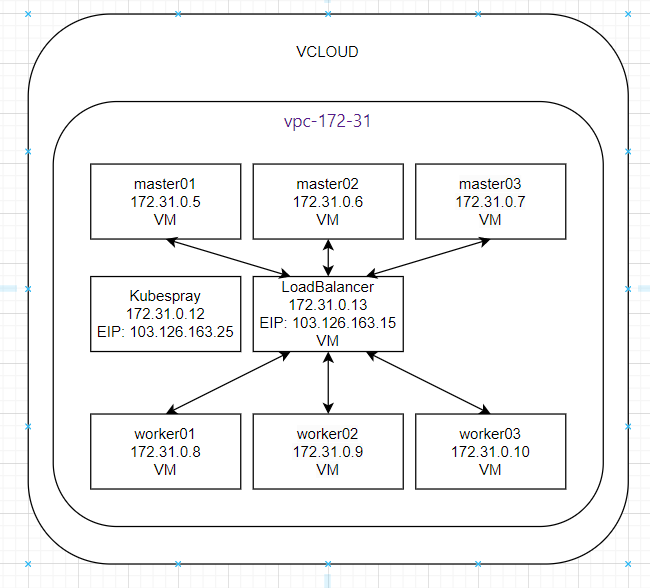 VCLOUD
vpc-172-31
master01
172.31.0.5
VM
master02
172.31.0.6
VM
master03
172.31.0.7
VM
Kubespray
172.31.0.12
EIP: 103.126.163.25
LoadBalancer
172.31.0.13
EIP: 103.126.163.15
VM
worker01
172.31.0.8
VM
worker02
172.31.0.9
VM
worker03
172.31.0.10
VM